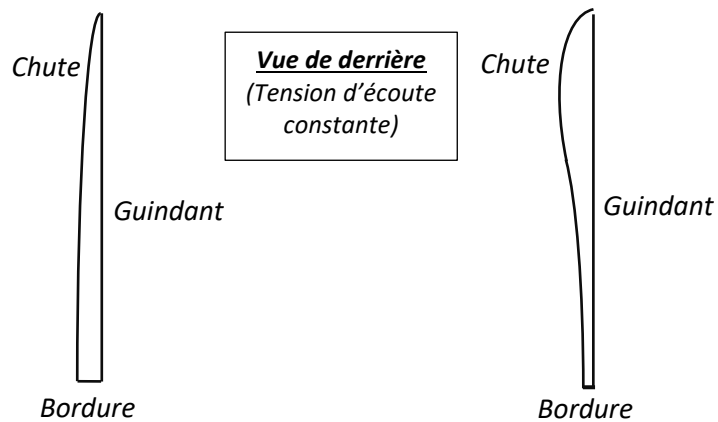 Chute
Guindant
Bordure
Vue de derrière
(Tension d’écoute
constante)
Chute
Guindant
Bordure